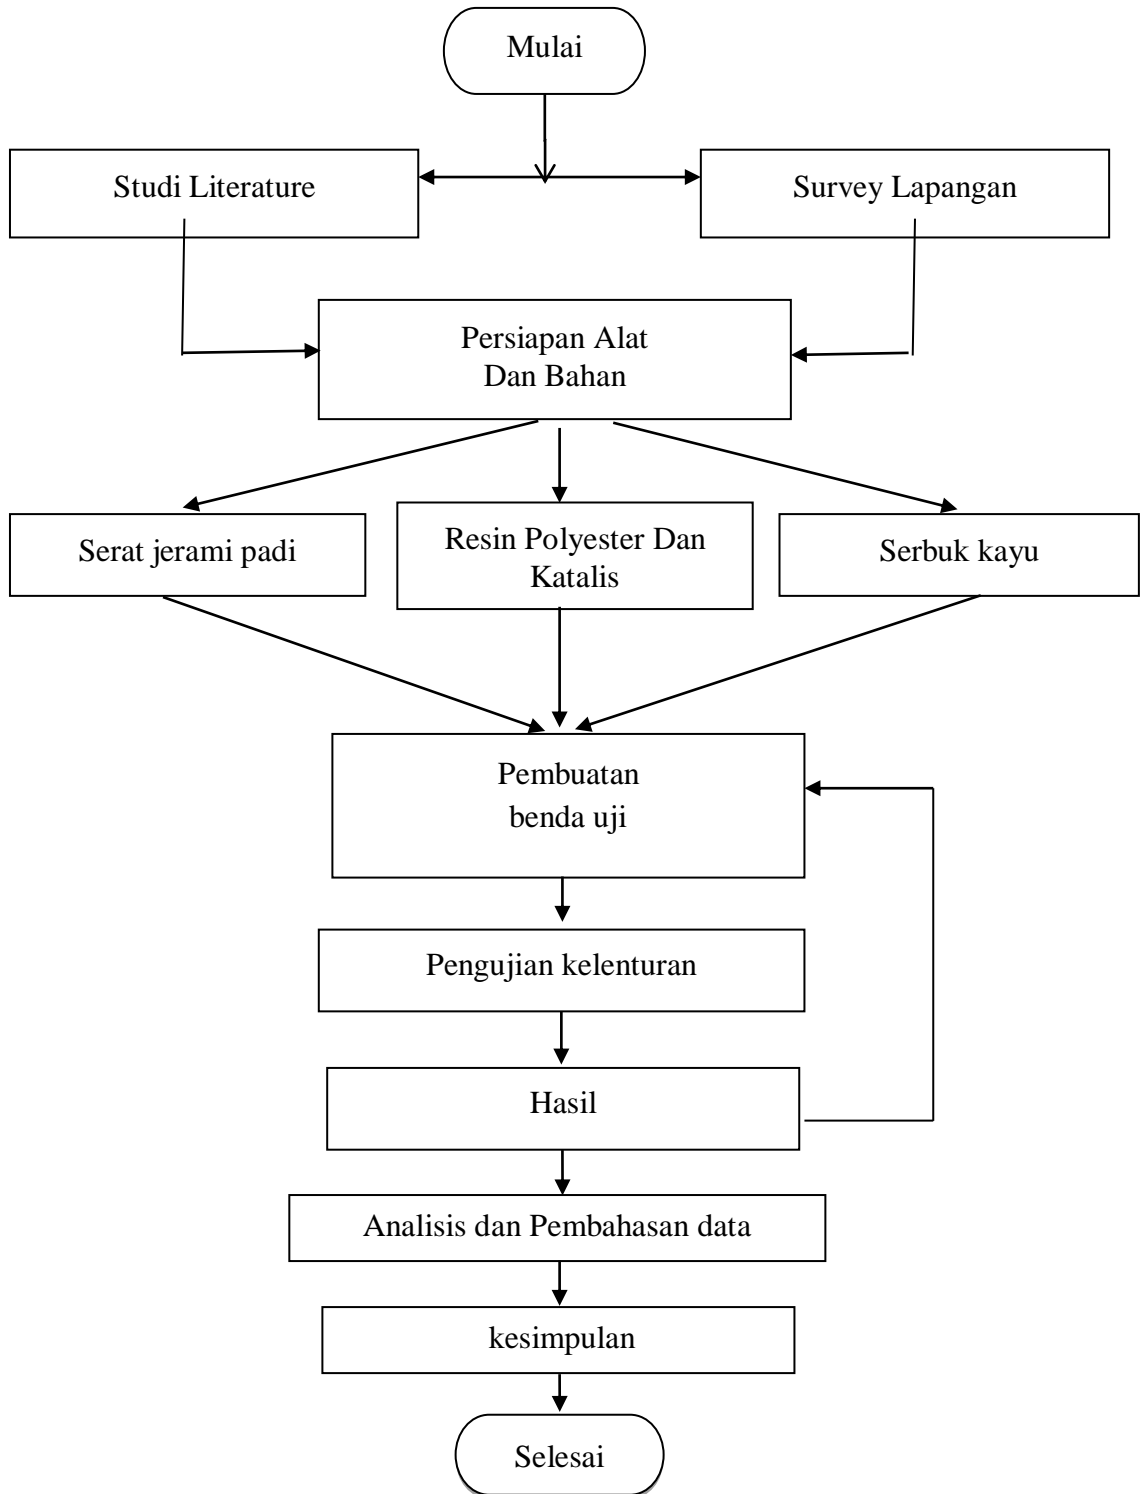 Mulai
Studi Literature
Survey Lapangan
Persiapan Alat
Dan Bahan
Serat jerami padi
Resin Polyester Dan
Katalis
Serbuk kayu
Pembuatan
benda uji
Pengujian kelenturan
Hasil
Analisis dan Pembahasan data
kesimpulan
Selesai